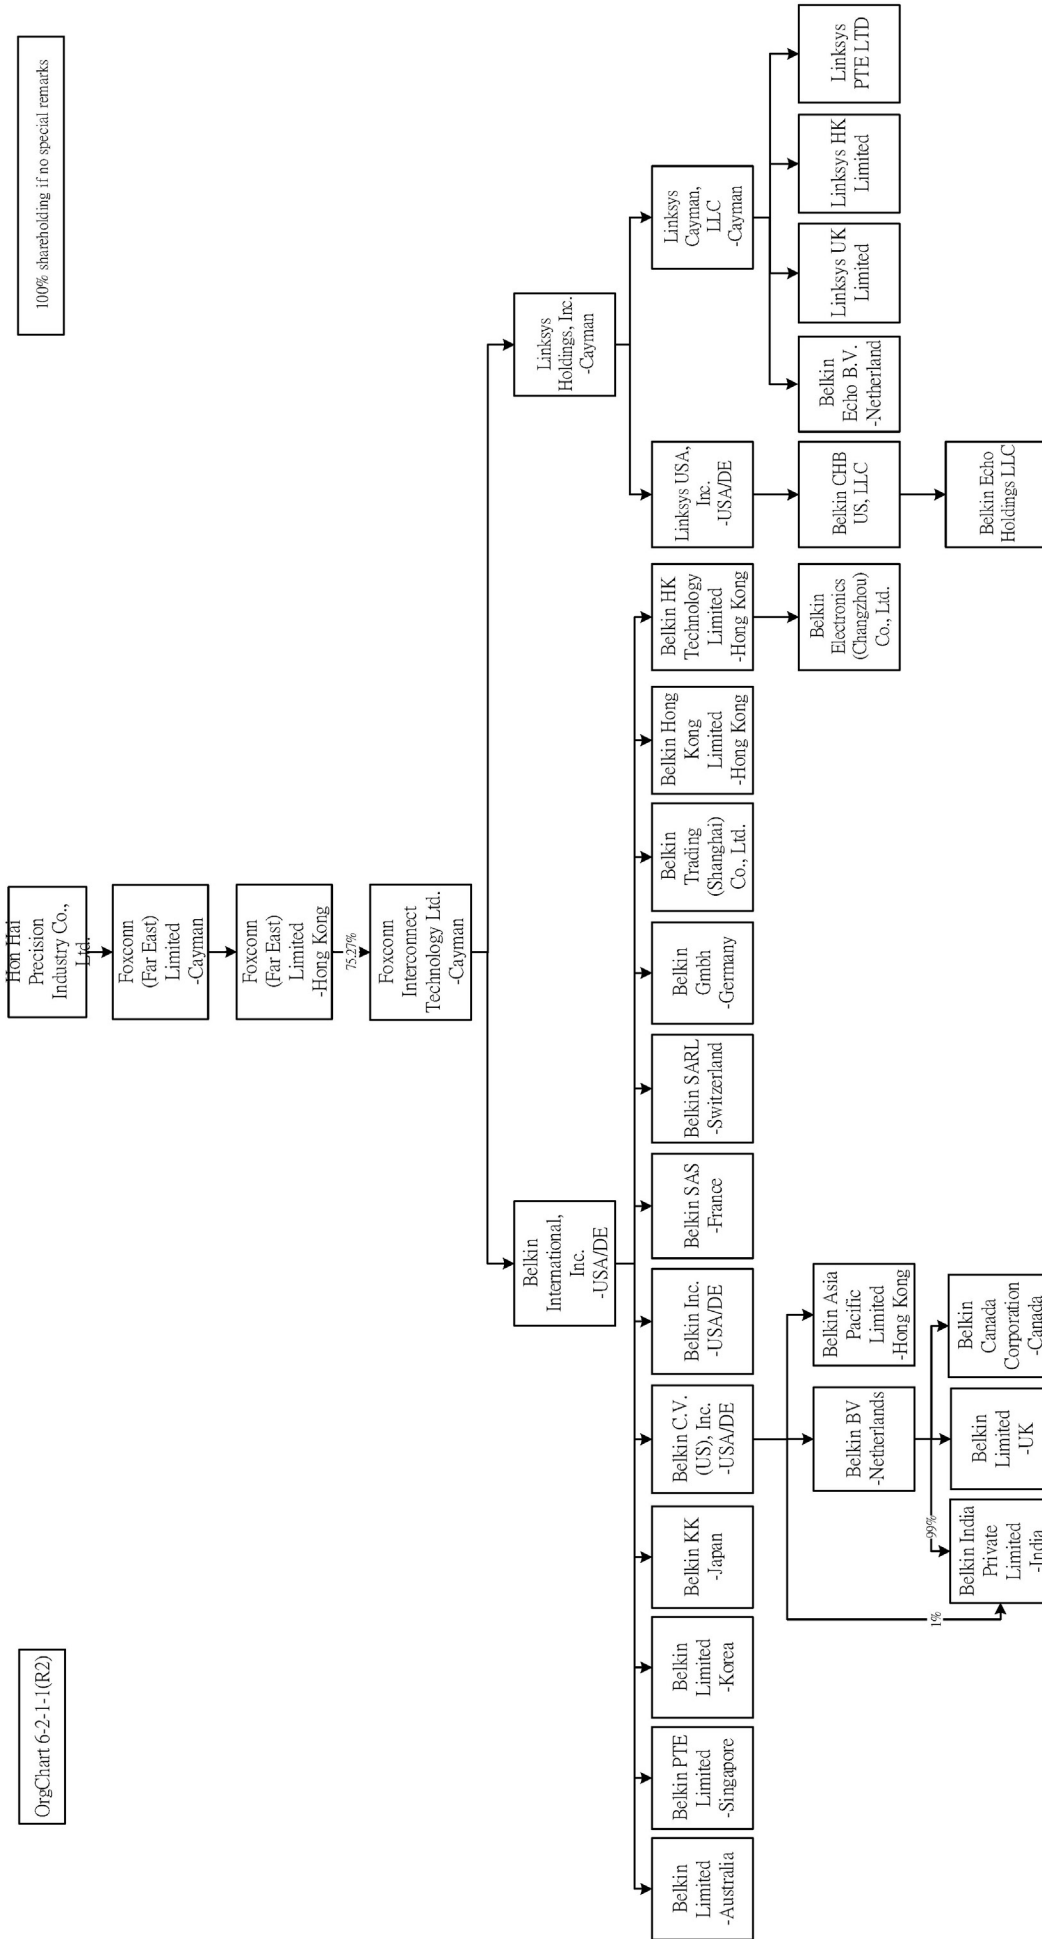 OrgChart 6-2-1-1(R2)
100% shareholding if no special remarks
Hon Hai
Precision
Industry Co.,
Ltd.
Foxconn
(Far East)
Limited
-Cayman
Foxconn
(Far East)
Limited
-Hong Kong
75.27%
Foxconn
Interconnect
Technology Ltd.
-Cayman
Belkin
International,
Inc.
-USA/DE
Linksys
Holdings, Inc.
-Cayman
Belkin
Limited
-Australia
Belkin PTE
Limited
-Singapore
Belkin
Limited
-Korea
Belkin KK
-Japan
Belkin C.V.
(US), Inc.
-USA/DE
Belkin Inc.
-USA/DE
Belkin SAS
-France
Belkin SARL
-Switzerland
Belkin
Gmbh
-Germany
Belkin
Trading
(Shanghai)
Co., Ltd.
Belkin Hong
Kong
Limited
-Hong Kong
Belkin HK
Technology
Limited
-Hong Kong
Linksys USA,
Inc.
-USA/DE
Linksys
Cayman,
LLC
-Cayman
Belkin BV
-Netherlands
Belkin Asia
Pacific
Limited
-Hong Kong
Belkin
Electronics
(Changzhou)
Co., Ltd.
Belkin CHB
US, LLC
Belkin
Echo B.V.
-Netherland
Linksys UK
Limited
Linksys HK
Limited
Linksys
PTE LTD
1%
99%
Belkin India
Private
Limited
-India
Belkin
Limited
-UK
Belkin
Canada
Corporation
-Canada
Belkin Echo
Holdings LLC